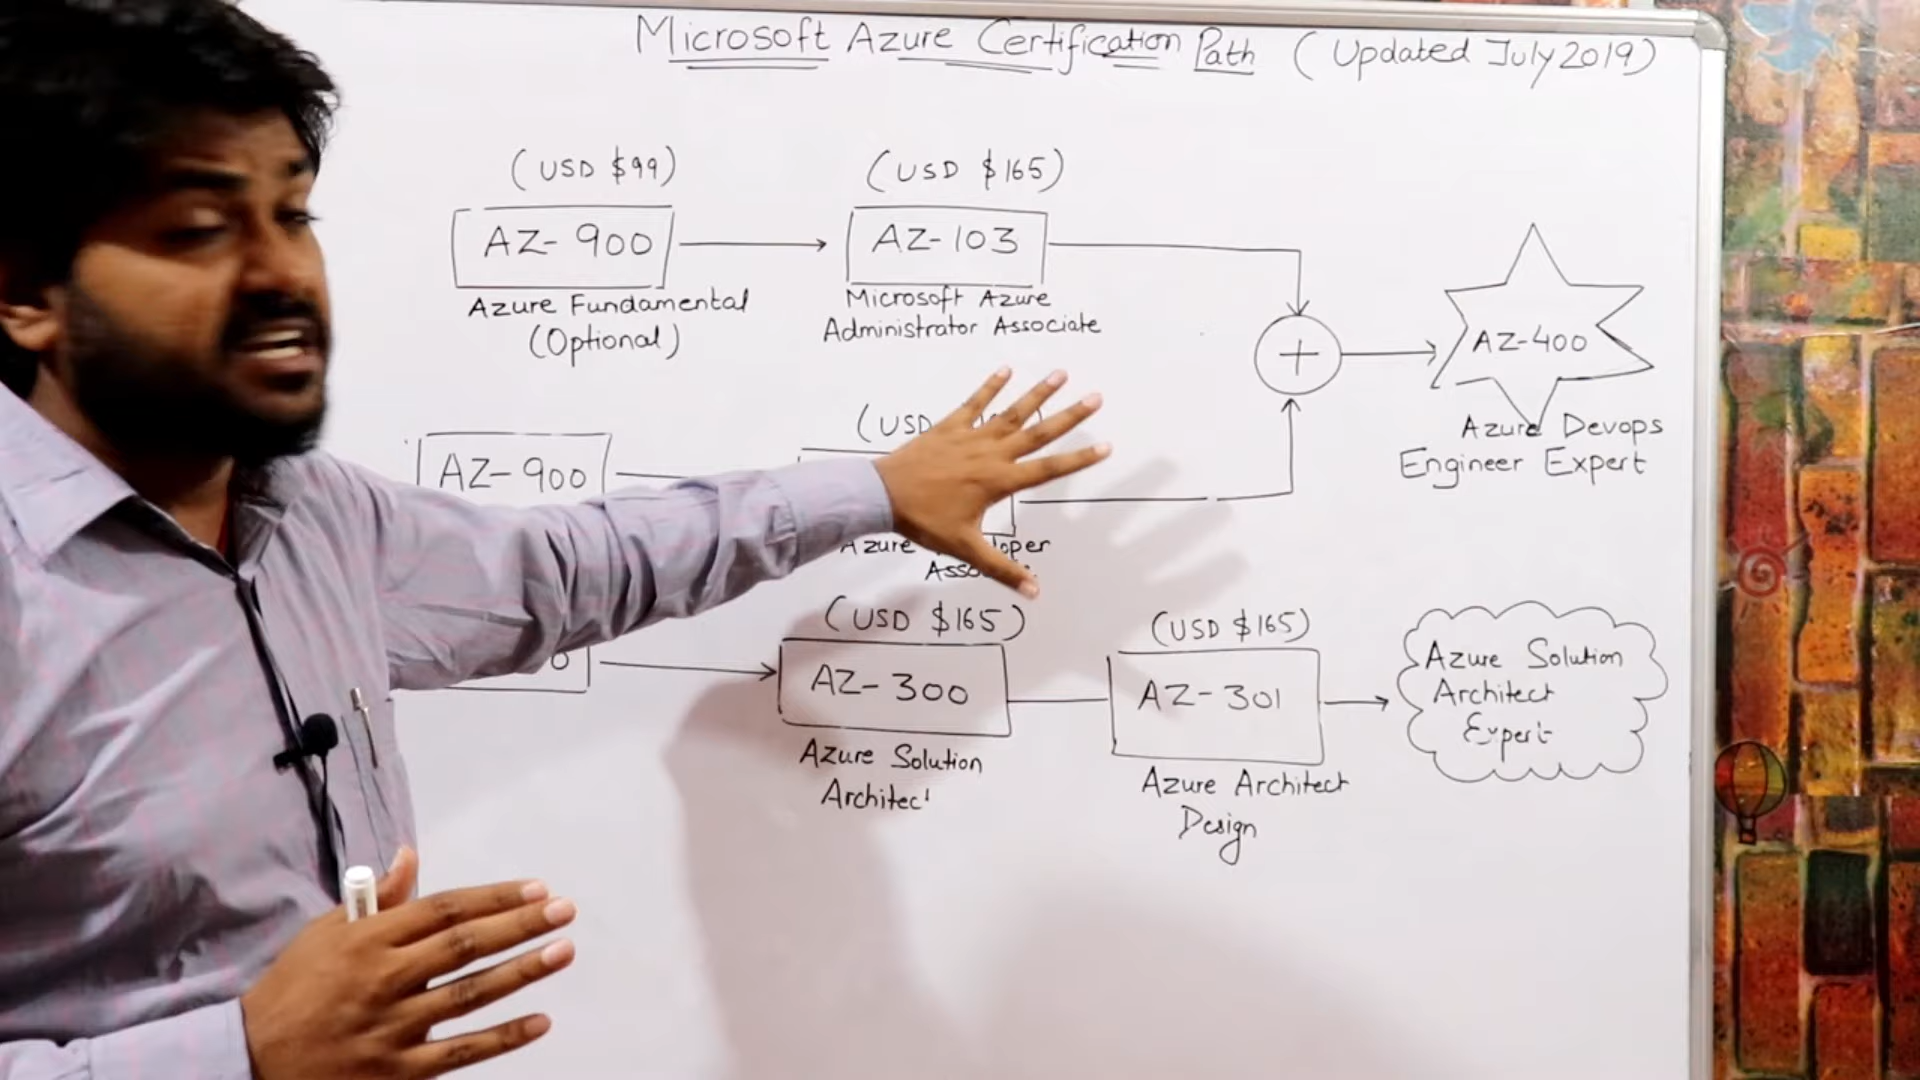 Microsoft Azure Certification Path (Updated July 2019)
(USD $99)
(USD $165)
AZ-900
AZ-103
Azure Fundamental
(Optional)
Microsoft Azure
Administrator Associate
AZ-400
Azure Devops
Engineer Expert
(USD
AZ-900
Azure
(USD $165)
(USD $165)
AZ-300
AZ-301
Azure Solution
Architect
Azure Architect
Design
Azure Solution
Architect
Expert